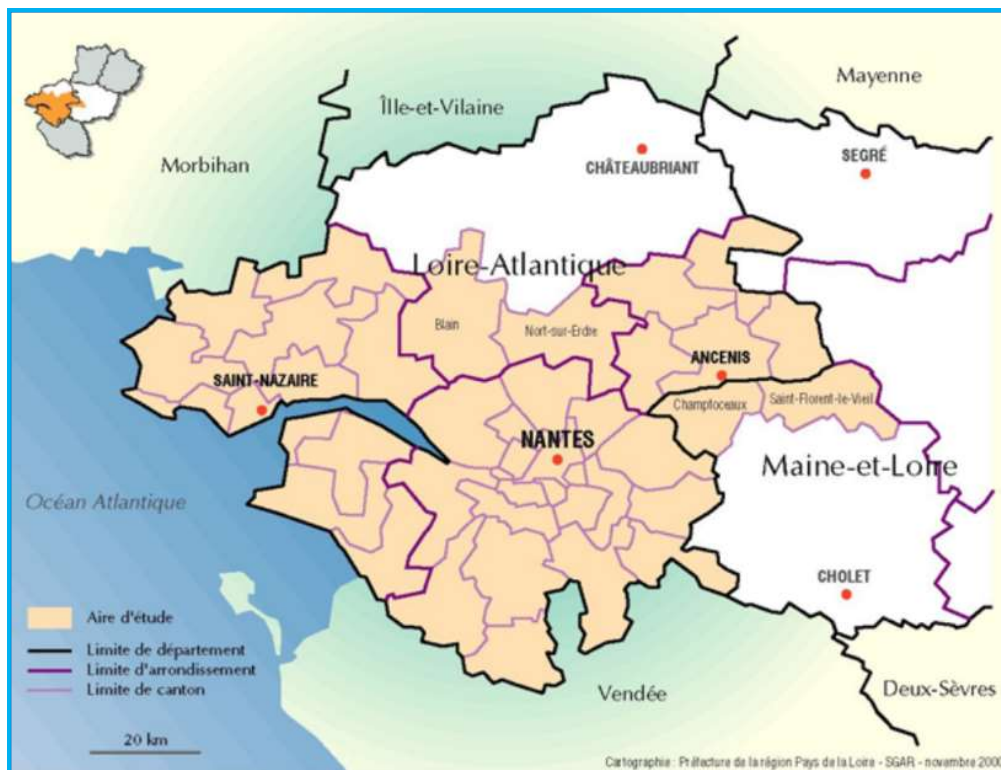 Mayenne
Îlle-et-Vilaine
Morbihan
CHÂTEAUBRIANT
SEGRÉ
Loire-Atlantique
Blain
Nort-sur-Erdre
ANCENIS
SAINT-NAZAIRE
Champtoceaux
Saint-Florent-le-Vieil
NANTES
Maine-et-Loire
Océan Atlantique
CHOLET
Aire d'étude
Limite de département
Limite d'arrondissement
Limite de canton
Vendée
Deux-Sèvres
20 km
Cartographie : Préfecture de la région Pays de la Loire - SGAR - novembre 2000